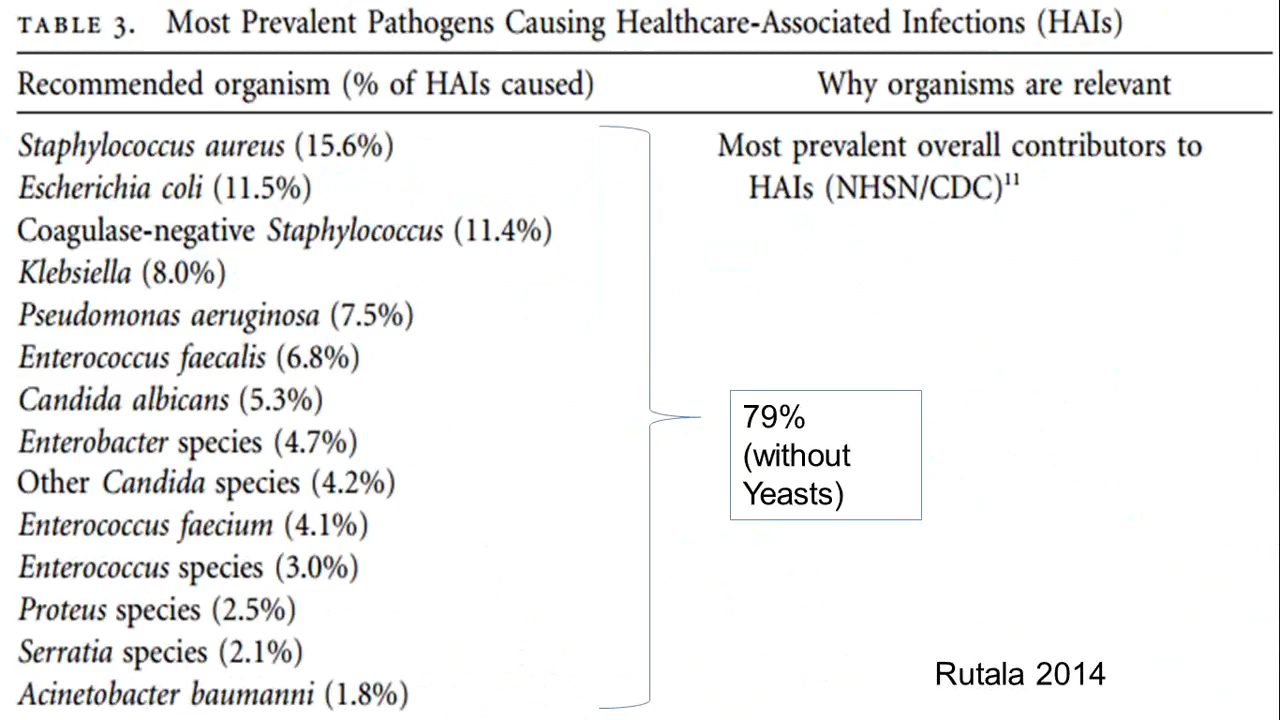 TABLE 3. Most Prevalent Pathogens Causing Healthcare-Associated Infections (HAIs)
Recommended organism (% of HAIs caused) Why organisms are relevant
Staphylococcus aureus (15.6%) Most prevalent overall contributors to
Escherichia coli (11.5%) HAIs (NHSN/CDC)¹¹
Coagulase-negative Staphylococcus (11.4%)
Klebsiella (8.0%)
Pseudomonas aeruginosa (7.5%)
Enterococcus faecalis (6.8%)
Candida albicans (5.3%)
Enterobacter species (4.7%)
Other Candida species (4.2%)
Enterococcus faecium (4.1%)
Enterococcus species (3.0%)
Proteus species (2.5%)
Serratia species (2.1%)
Acinetobacter baumanni (1.8%)
79%
(without
Yeasts)
Rutala 2014